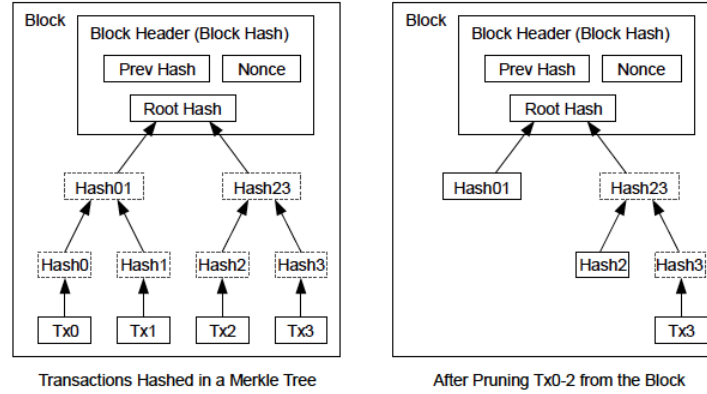 Block
Block Header (Block Hash)
Prev Hash
Nonce
Root Hash
Hash01
Hash23
Hash0
Hash1
Hash2
Hash3
Tx0
Tx1
Tx2
Tx3
Transactions Hashed in a Merkle Tree
Block
Block Header (Block Hash)
Prev Hash
Nonce
Root Hash
Hash01
Hash23
Hash2
Hash3
Tx3
After Pruning Tx0-2 from the Block